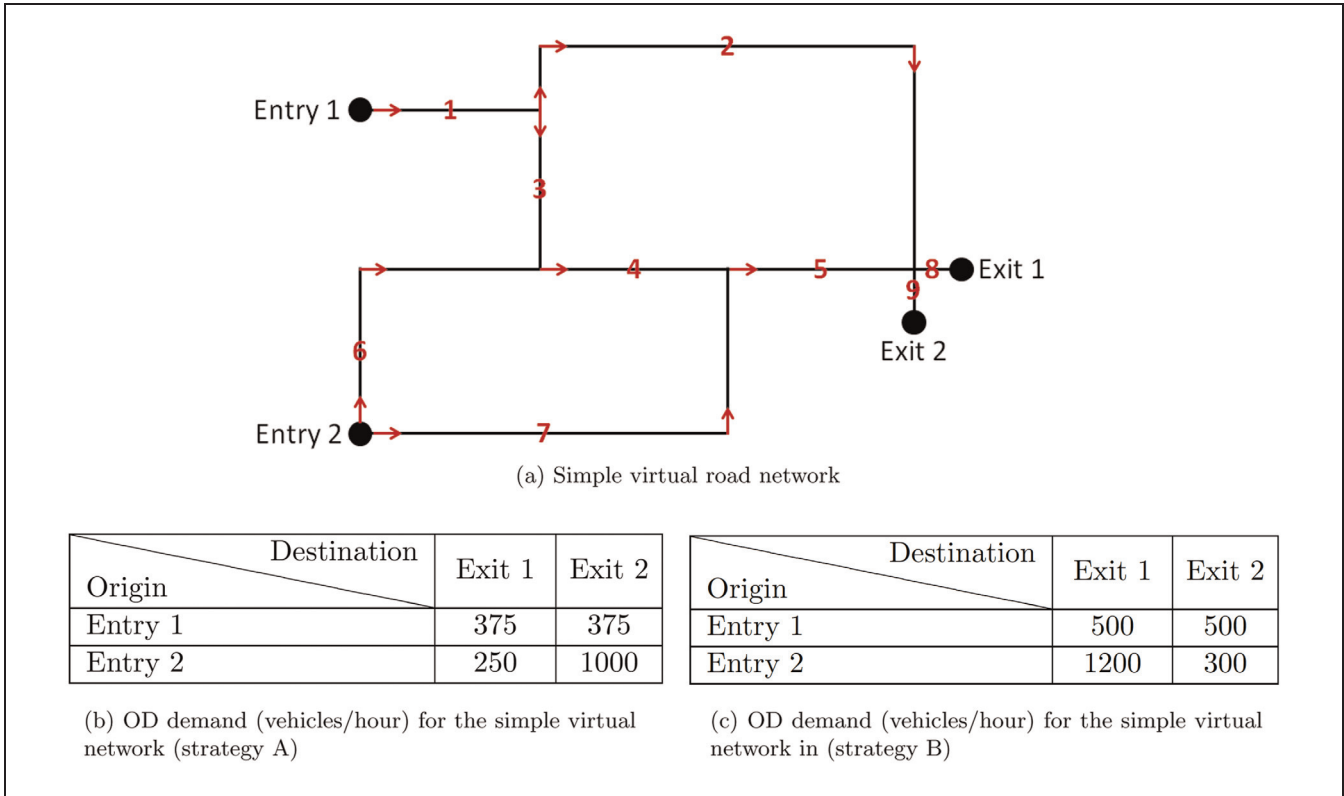 2
Entry 1
1
3
4
5
8
Exit 1
9
Exit 2
6
Entry 2
7
(a) Simple virtual road network
Destination
Origin
Exit 1
Exit 2
Entry 1
375
375
Entry 2
250
1000
(b) OD demand (vehicles/hour) for the simple virtual
network (strategy A)
Destination
Origin
Exit 1
Exit 2
Entry 1
500
500
Entry 2
1200
300
(c) OD demand (vehicles/hour) for the simple virtual
network in (strategy B)